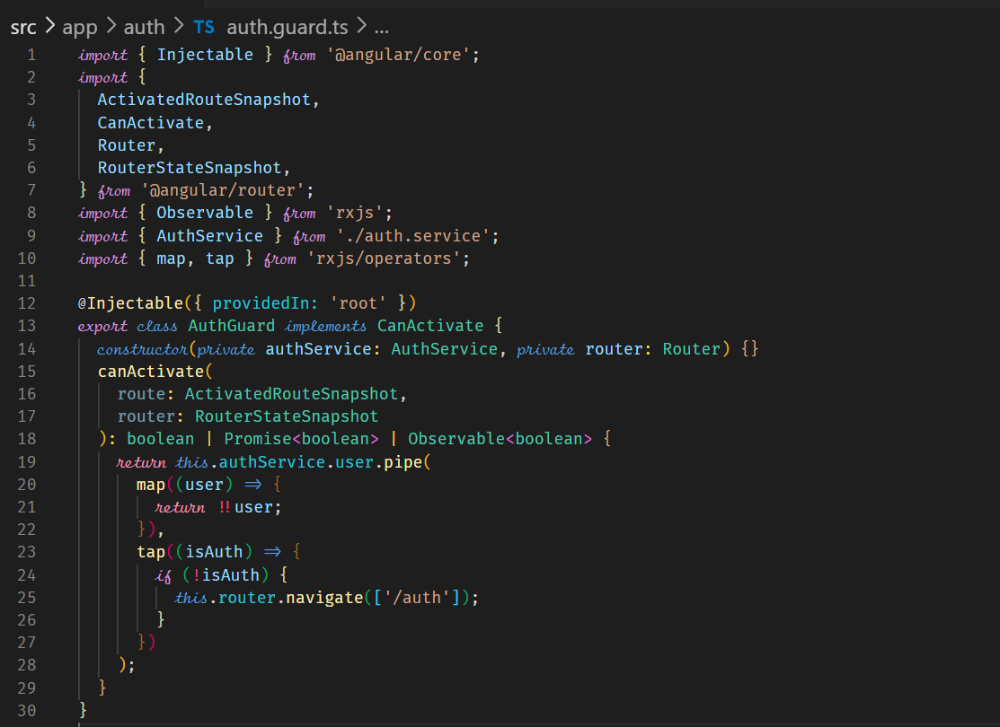 src > app > auth > TS auth.guard.ts > ...
1 import { Injectable } from '@angular/core';
2 import {
3   ActivatedRouteSnapshot,
4   CanActivate,
5   Router,
6   RouterStateSnapshot,
7 } from '@angular/router';
8 import { Observable } from 'rxjs';
9 import { AuthService } from './auth.service';
10 import { map, tap } from 'rxjs/operators';
11
12 @Injectable({ providedIn: 'root' })
13 export class AuthGuard implements CanActivate {
14   constructor(private authService: AuthService, private router: Router) {}
15   canActivate(
16     route: ActivatedRouteSnapshot,
17     router: RouterStateSnapshot
18   ): boolean | Promise<boolean> | Observable<boolean> {
19     return this.authService.user.pipe(
20       map((user) => {
21         return !!user;
22       }),
23       tap((isAuth) => {
24         if (!isAuth) {
25           this.router.navigate(['/auth']);
26         }
27       })
28     );
29   }
30 }